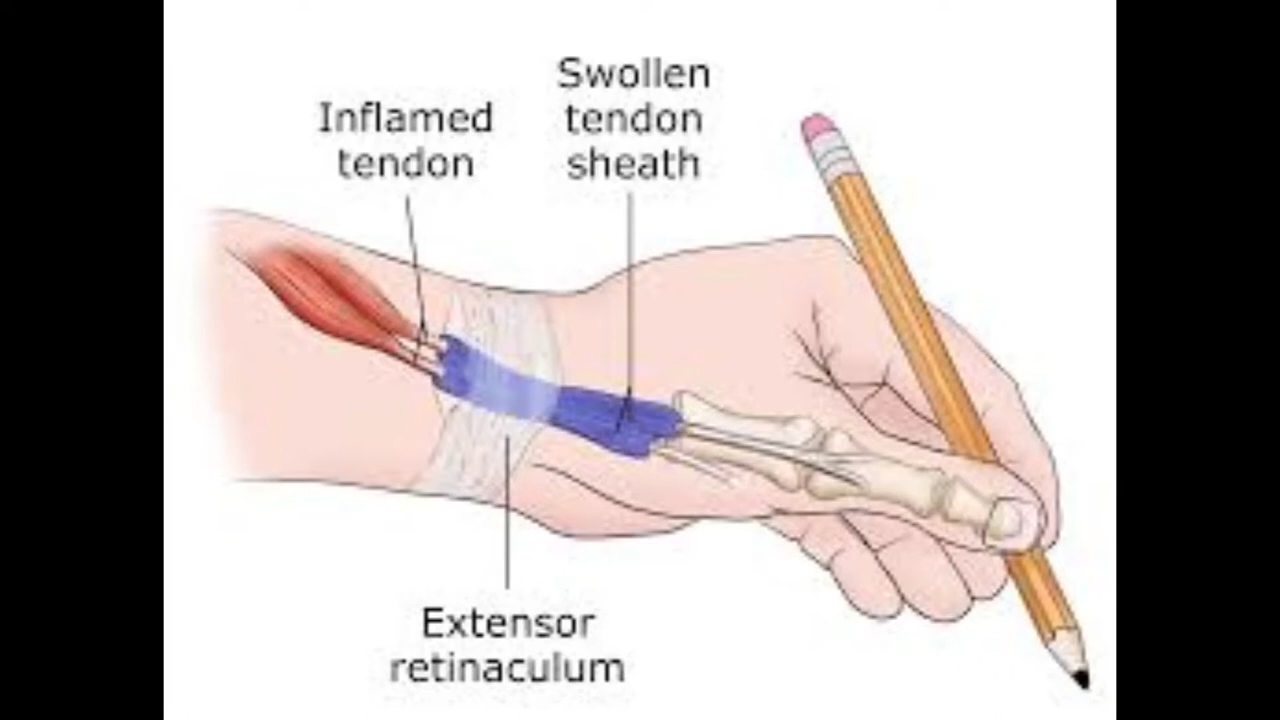 Inflamed
tendon
Swollen
tendon
sheath
Extensor
retinaculum